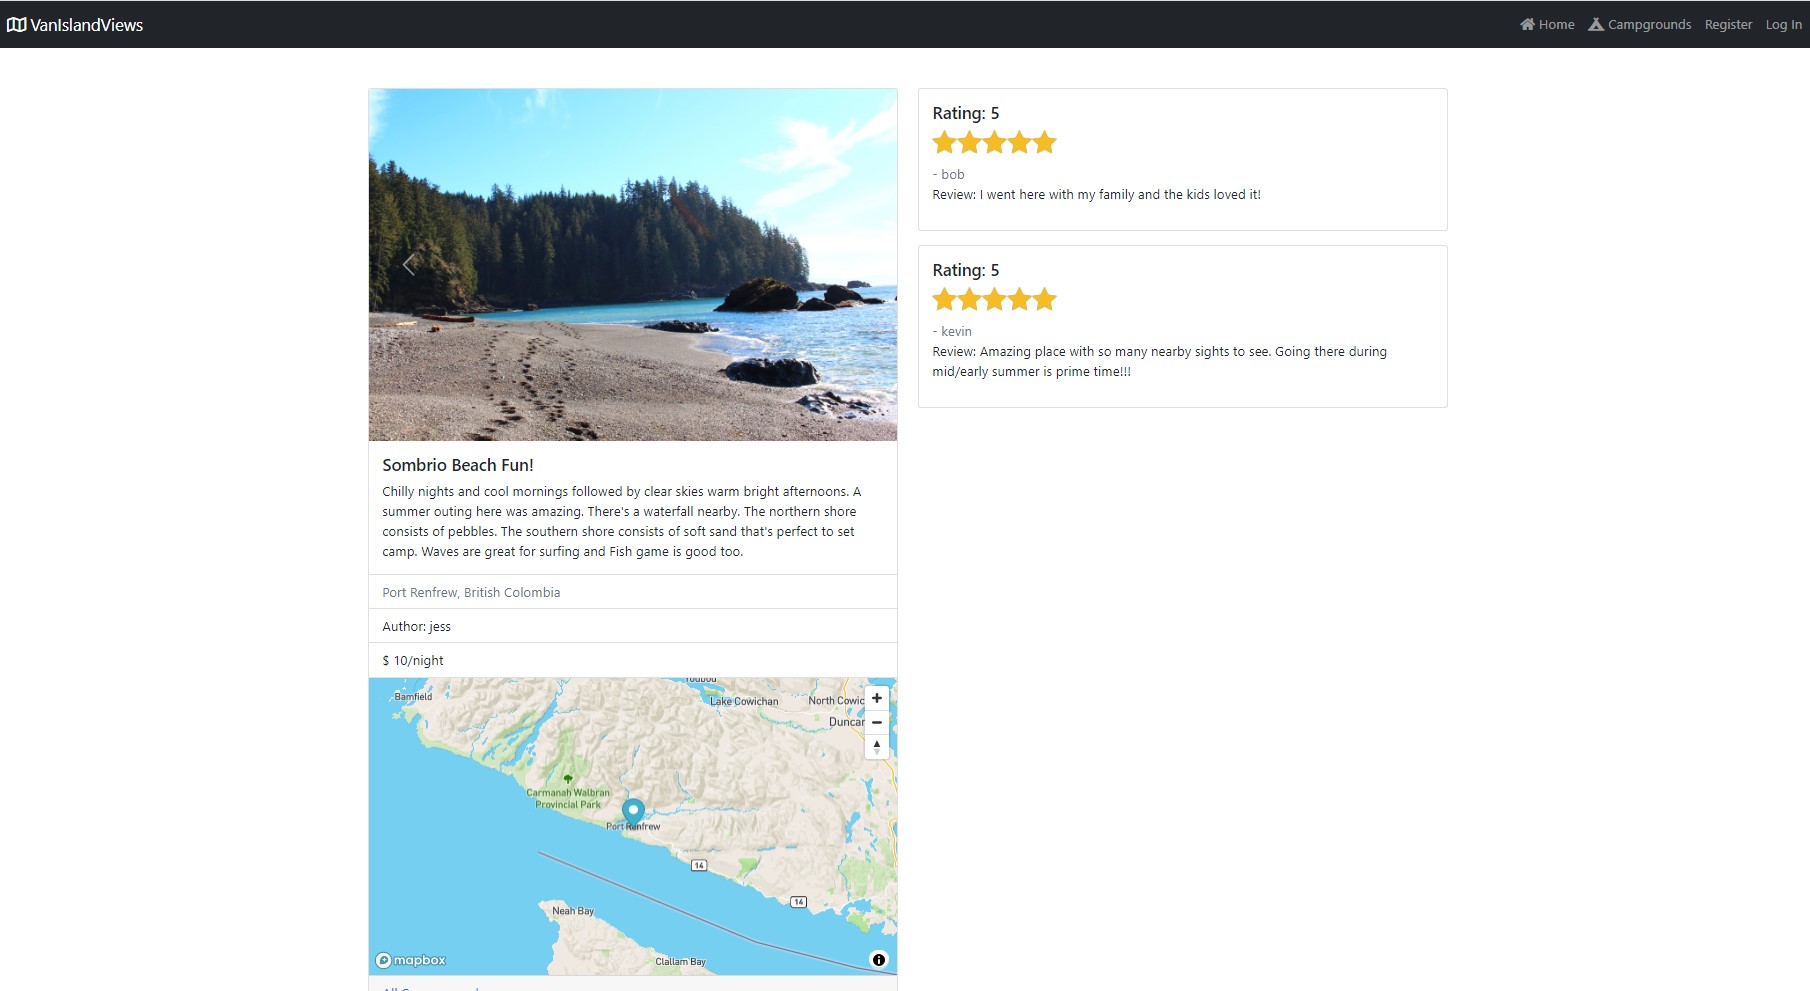 VanIslandViews
Home Campgrounds Register Log In
Sombrio Beach Fun!
Chilly nights and cool mornings followed by clear skies warm bright afternoons. A
summer outing here was amazing. There's a waterfall nearby. The northern shore
consists of pebbles. The southern shore consists of soft sand that's perfect to set
camp. Waves are great for surfing and Fish game is good too.
Port Renfrew, British Colombia
Author: jess
$ 10/night
Bamfield
Lake Cowichan
North Cowic
Duncan
Carmanah Walbran
Provincial Park
Port Renfrew
14
14
Neah Bay
Clallam Bay
mapbox
Rating: 5
- bob
Review: I went here with my family and the kids loved it!
Rating: 5
- kevin
Review: Amazing place with so many nearby sights to see. Going there during
mid/early summer is prime time!!!